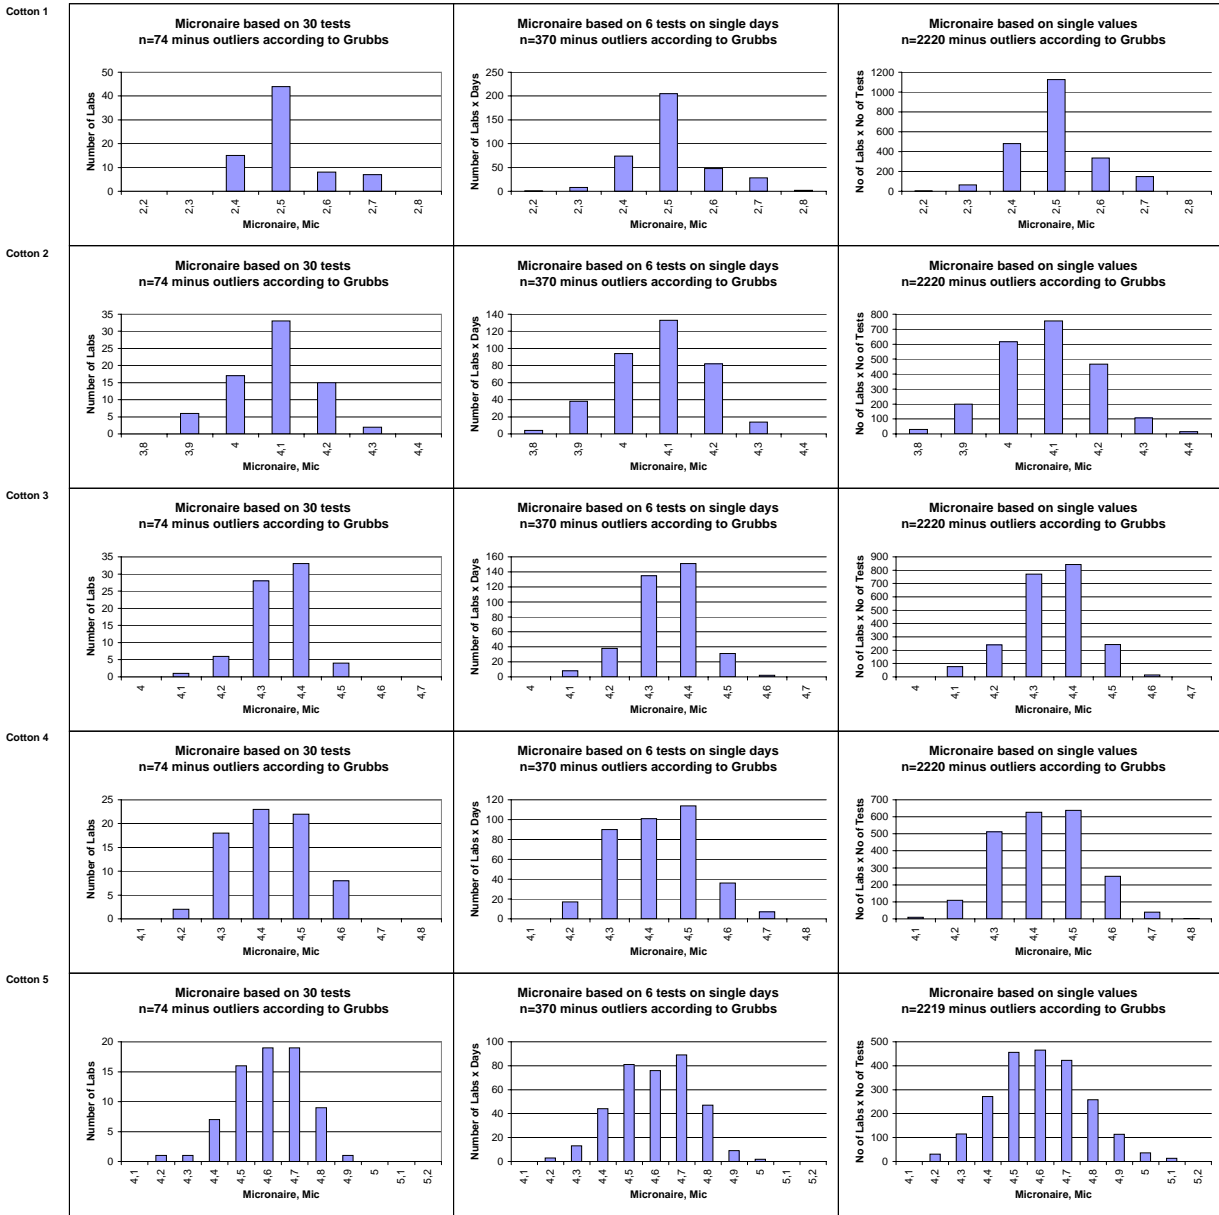 Cotton 1
Micronaire based on 30 tests
n=74 minus outliers according to Grubbs
Number of Labs
50
40
30
20
10
0
2,2 2,3 2,4 2,5 2,6 2,7 2,8
Micronaire, Mic
Micronaire based on 6 tests on single days
n=370 minus outliers according to Grubbs
Number of Labs x Days
250
200
150
100
50
0
2,2 2,3 2,4 2,5 2,6 2,7 2,8
Micronaire, Mic
Micronaire based on single values
n=2220 minus outliers according to Grubbs
No of Labs x No of Tests
1200
1000
800
600
400
200
0
2,2 2,3 2,4 2,5 2,6 2,7 2,8
Micronaire, Mic
Cotton 2
Micronaire based on 30 tests
n=74 minus outliers according to Grubbs
Number of Labs
35
30
25
20
15
10
5
0
3,8 3,9 4 4,1 4,2 4,3 4,4
Micronaire, Mic
Micronaire based on 6 tests on single days
n=370 minus outliers according to Grubbs
Number of Labs x Days
140
120
100
80
60
40
20
0
3,8 3,9 4 4,1 4,2 4,3 4,4
Micronaire, Mic
Micronaire based on single values
n=2220 minus outliers according to Grubbs
No of Labs x No of Tests
800
700
600
500
400
300
200
100
0
3,8 3,9 4 4,1 4,2 4,3 4,4
Micronaire, Mic
Cotton 3
Micronaire based on 30 tests
n=74 minus outliers according to Grubbs
Number of Labs
35
30
25
20
15
10
5
0
4 4,1 4,2 4,3 4,4 4,5 4,6 4,7
Micronaire, Mic
Micronaire based on 6 tests on single days
n=370 minus outliers according to Grubbs
Number of Labs x Days
160
140
120
100
80
60
40
20
0
4 4,1 4,2 4,3 4,4 4,5 4,6 4,7
Micronaire, Mic
Micronaire based on single values
n=2220 minus outliers according to Grubbs
No of Labs x No of Tests
900
800
700
600
500
400
300
200
100
0
4 4,1 4,2 4,3 4,4 4,5 4,6 4,7
Micronaire, Mic
Cotton 4
Micronaire based on 30 tests
n=74 minus outliers according to Grubbs
Number of Labs
25
20
15
10
5
0
4,1 4,2 4,3 4,4 4,5 4,6 4,7 4,8
Micronaire, Mic
Micronaire based on 6 tests on single days
n=370 minus outliers according to Grubbs
Number of Labs x Days
120
100
80
60
40
20
0
4,1 4,2 4,3 4,4 4,5 4,6 4,7 4,8
Micronaire, Mic
Micronaire based on single values
n=2220 minus outliers according to Grubbs
No of Labs x No of Tests
700
600
500
400
300
200
100
0
4,1 4,2 4,3 4,4 4,5 4,6 4,7 4,8
Micronaire, Mic
Cotton 5
Micronaire based on 30 tests
n=74 minus outliers according to Grubbs
Number of Labs
20
15
10
5
0
4,1 4,2 4,3 4,4 4,5 4,6 4,7 4,8 4,9 5 5,1 5,2
Micronaire, Mic
Micronaire based on 6 tests on single days
n=370 minus outliers according to Grubbs
Number of Labs x Days
100
80
60
40
20
0
4,1 4,2 4,3 4,4 4,5 4,6 4,7 4,8 4,9 5 5,1 5,2
Micronaire, Mic
Micronaire based on single values
n=2219 minus outliers according to Grubbs
No of Labs x No of Tests
500
400
300
200
100
0
4,1 4,2 4,3 4,4 4,5 4,6 4,7 4,8 4,9 5 5,1 5,2
Micronaire, Mic